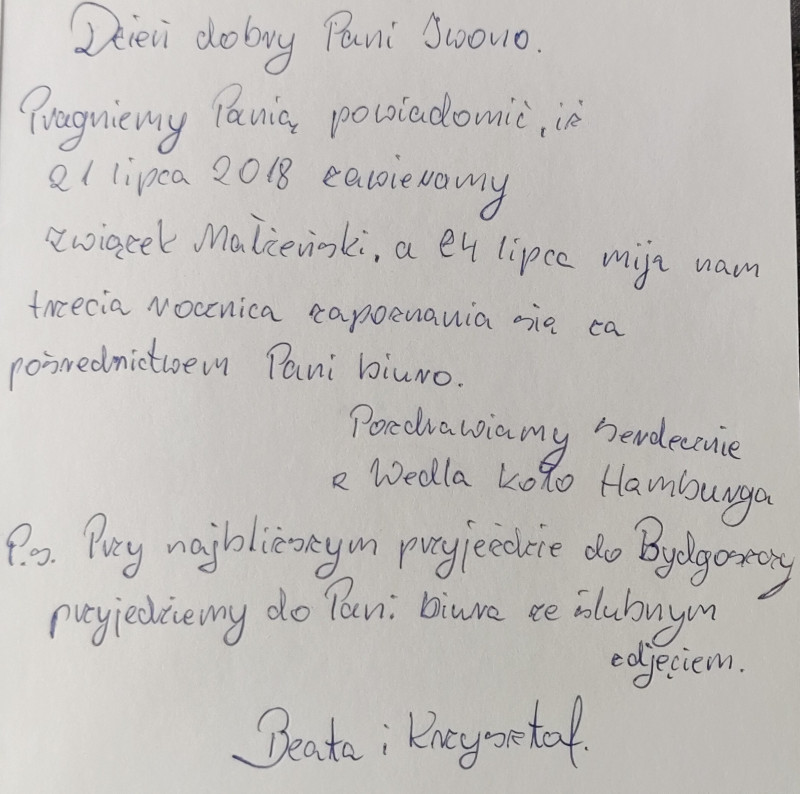 Dzień dobry Pani Iwono.
Pragniemy Panią powiadomić, iż
21 lipca 2018 zawieramy
związek Małżeński, a 24 lipca mija nam
trzecia rocznica zapoznania się za
pośrednictwem Pani biura.
Pozdrawiamy serdecznie
z Wedla koło Hamburga
P.s. Przy najbliższym przyjeździe do Bydgoszczy
przyjedziemy do Pani biura ze ślubnym
zdjęciem.
Beata i Krzysztof.